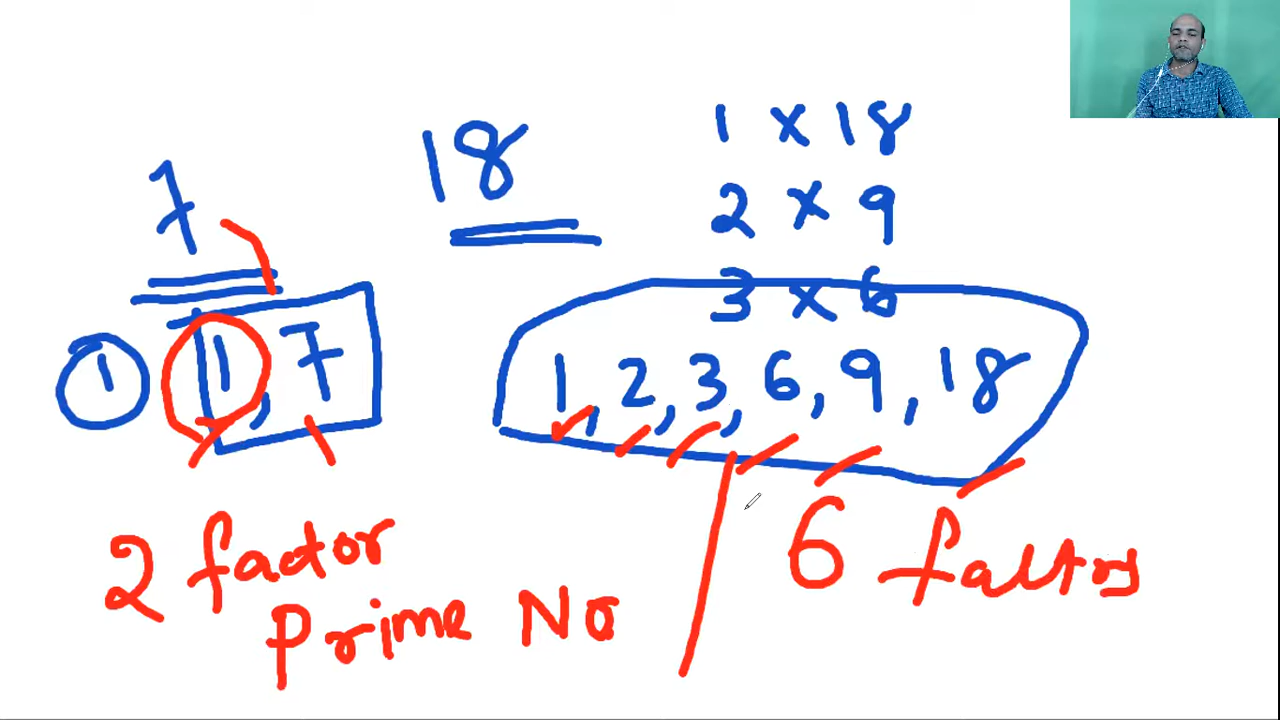 7
18
1 x 18
2 x 9
3 x 6
1
1, 7
1, 2, 3, 6, 9, 18
2 factor
Prime No
6 factors